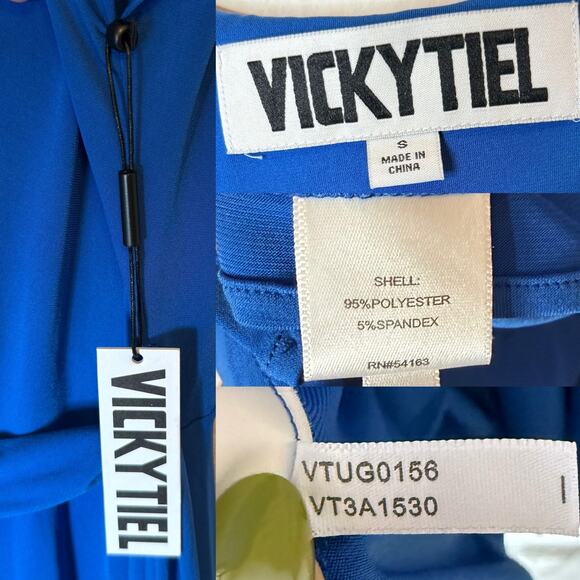 VICKYTIEL
VICKYTIEL
S
MADE IN
CHINA
SHELL:
95%POLYESTER
5%SPANDEX
RN#54163
VTUG0156
VT3A1530